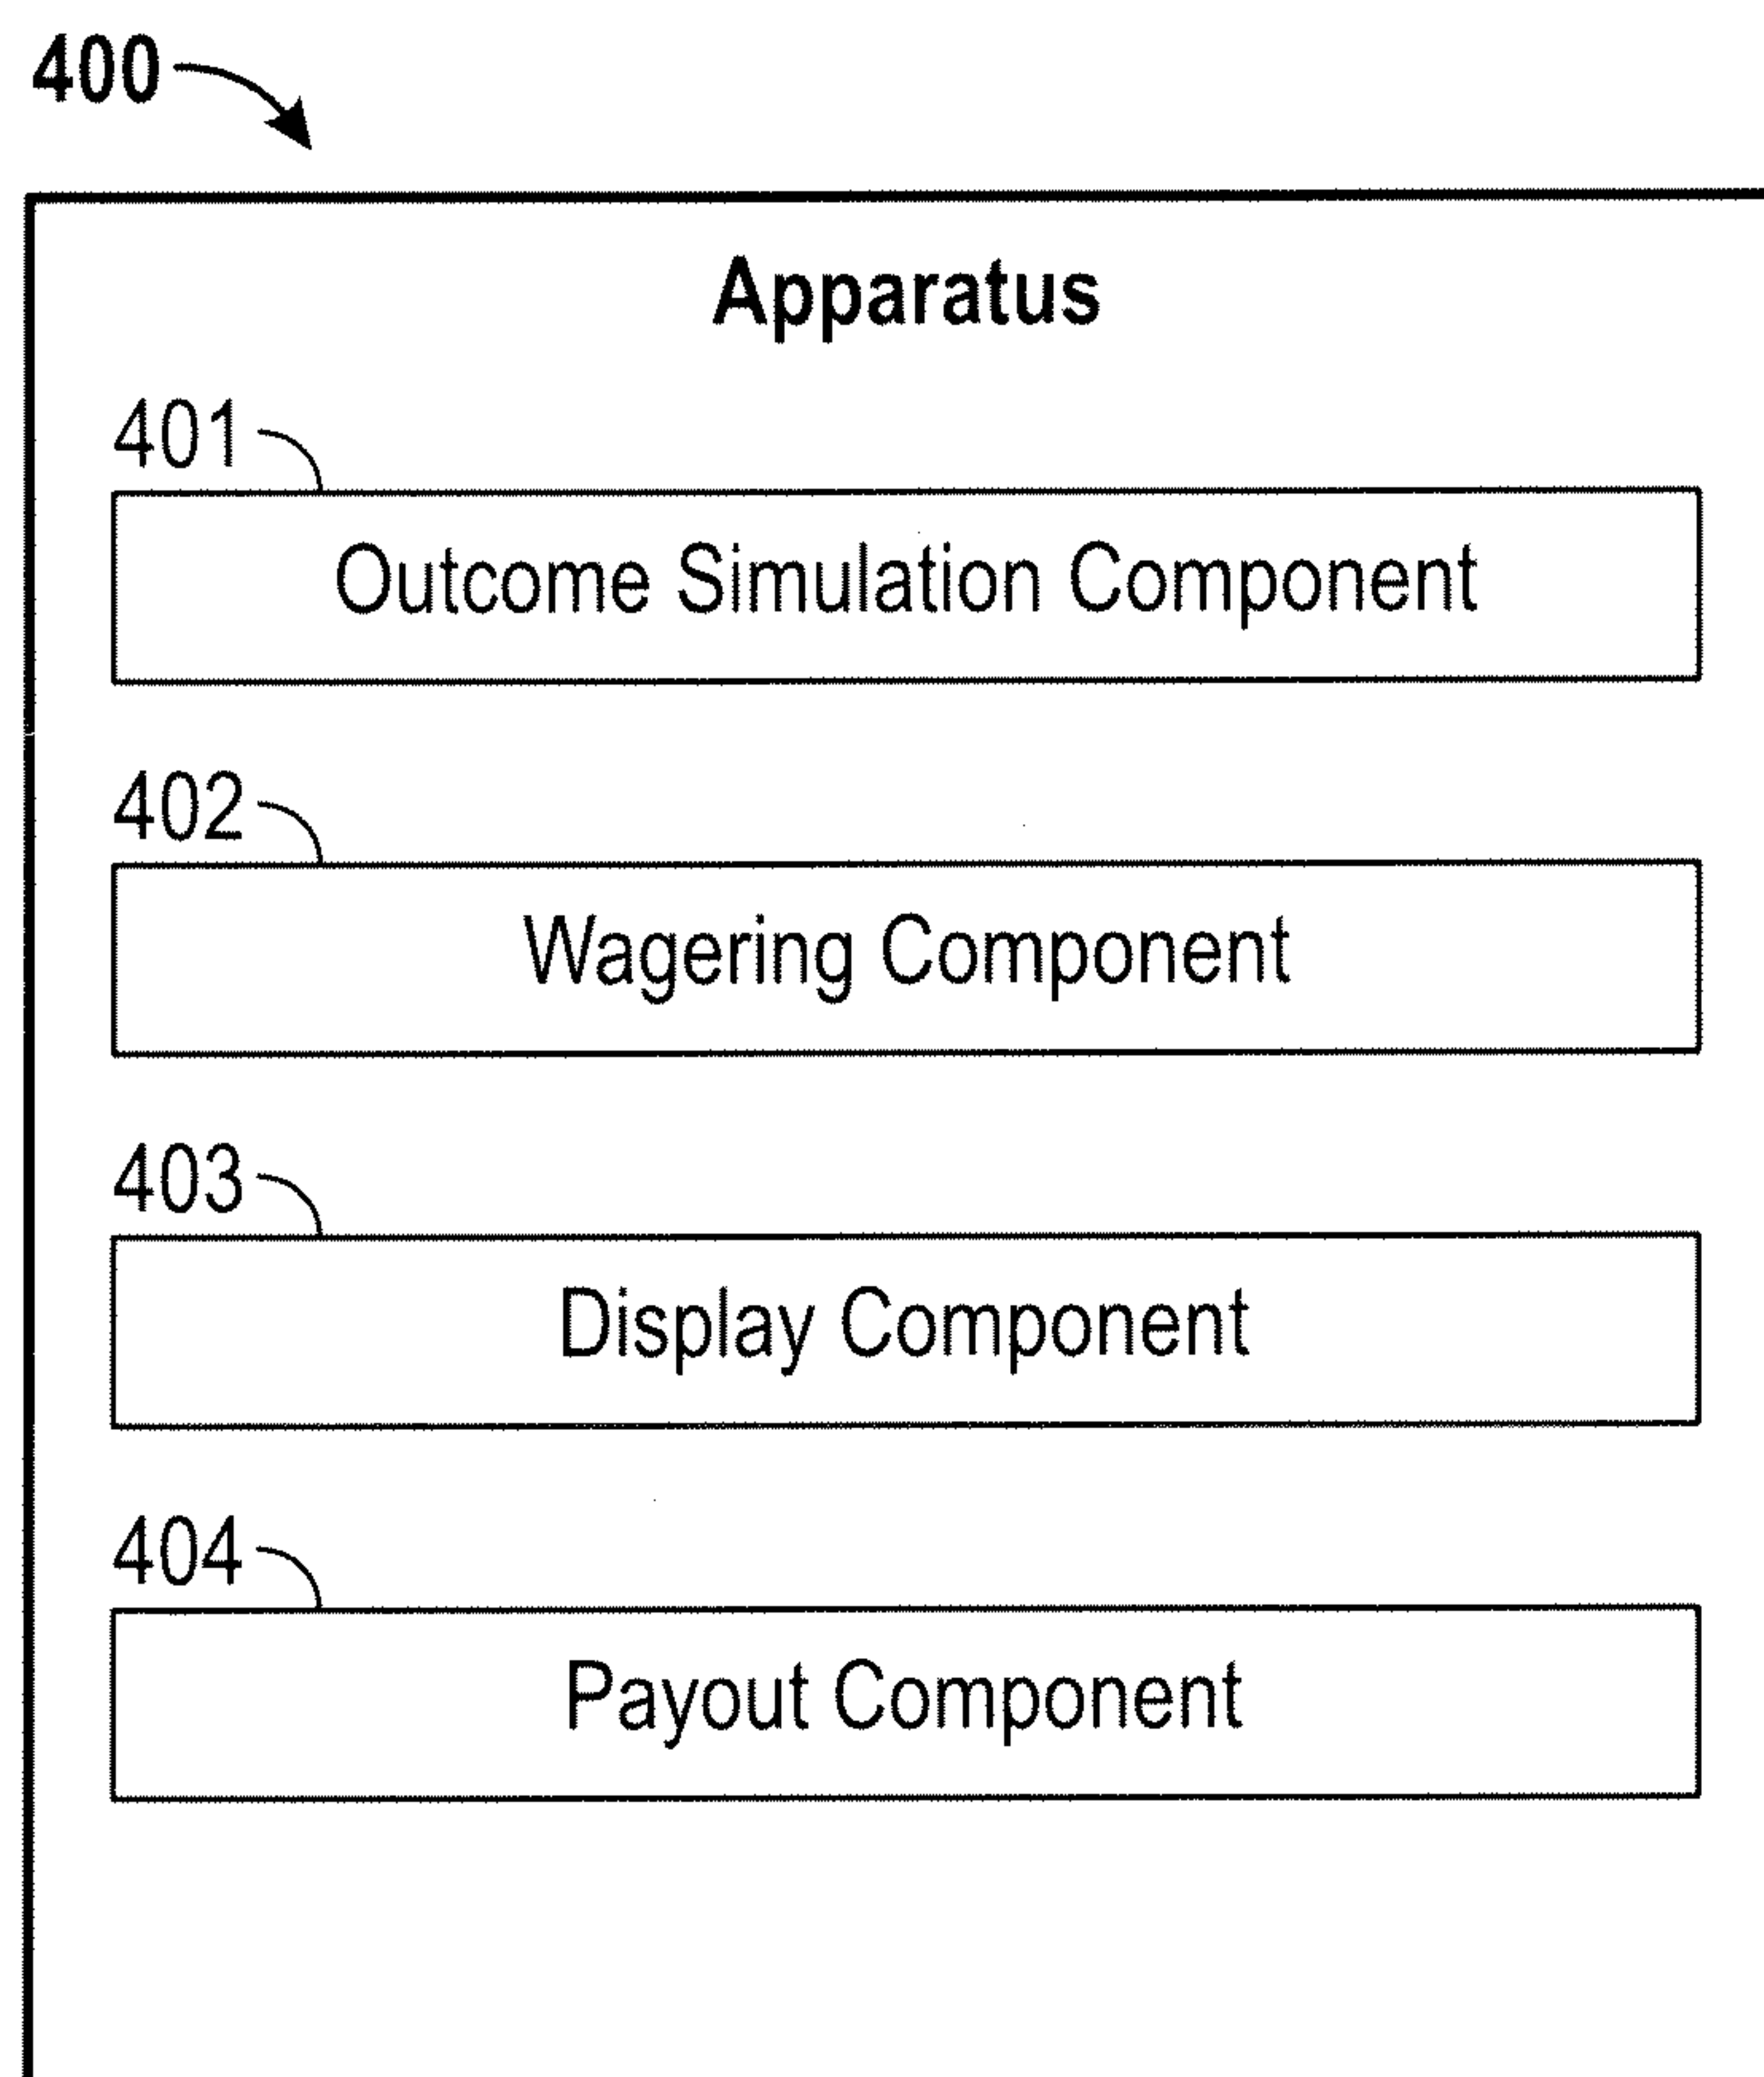 400
Apparatus
401
Outcome Simulation Component
402
Wagering Component
403
Display Component
404
Payout Component